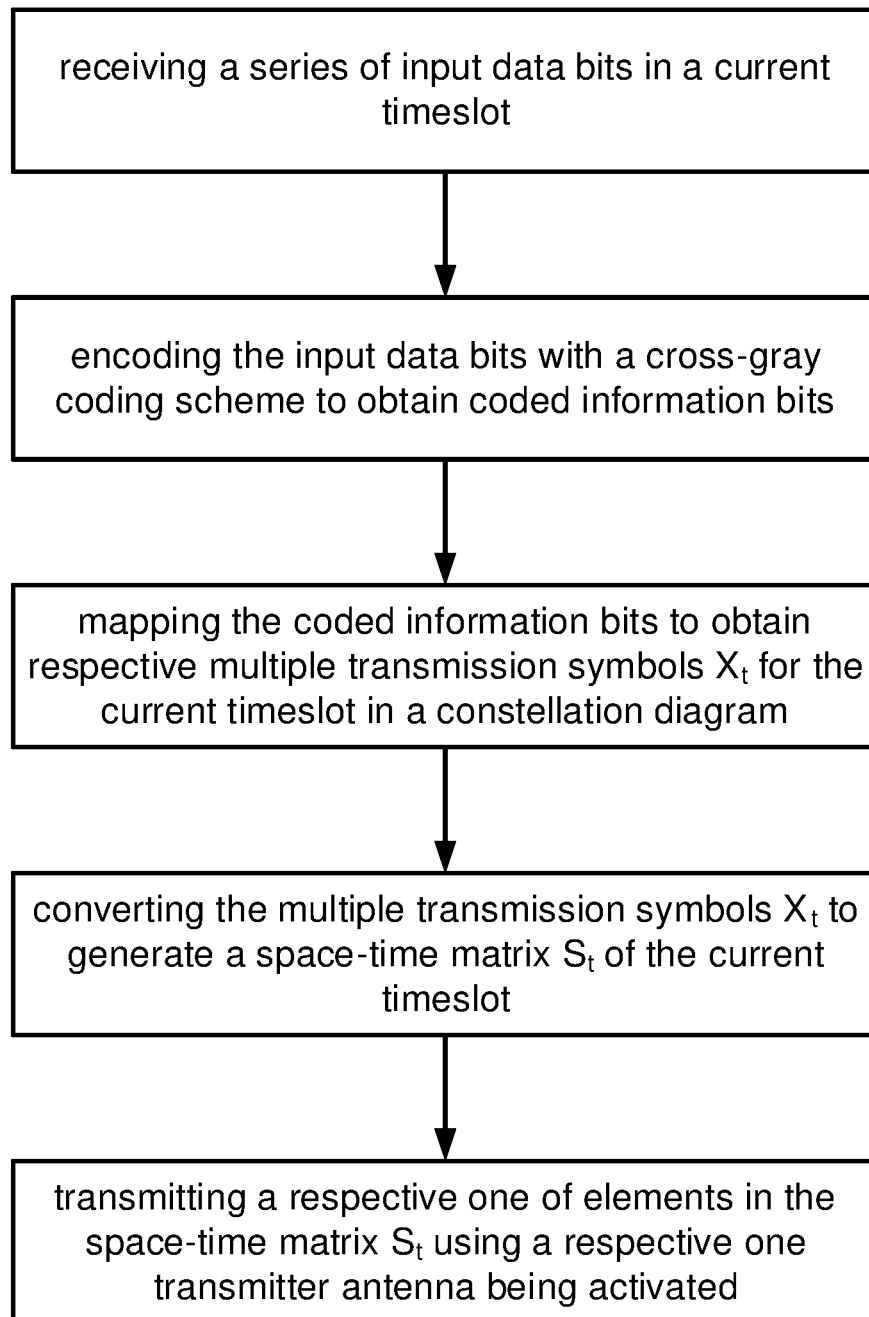 receiving a series of input data bits in a current
timeslot
encoding the input data bits with a cross-gray
coding scheme to obtain coded information bits
mapping the coded information bits to obtain
respective multiple transmission symbols Xₜ for the
current timeslot in a constellation diagram
converting the multiple transmission symbols Xₜ to
generate a space-time matrix Sₜ of the current
timeslot
transmitting a respective one of elements in the
space-time matrix Sₜ using a respective one
transmitter antenna being activated